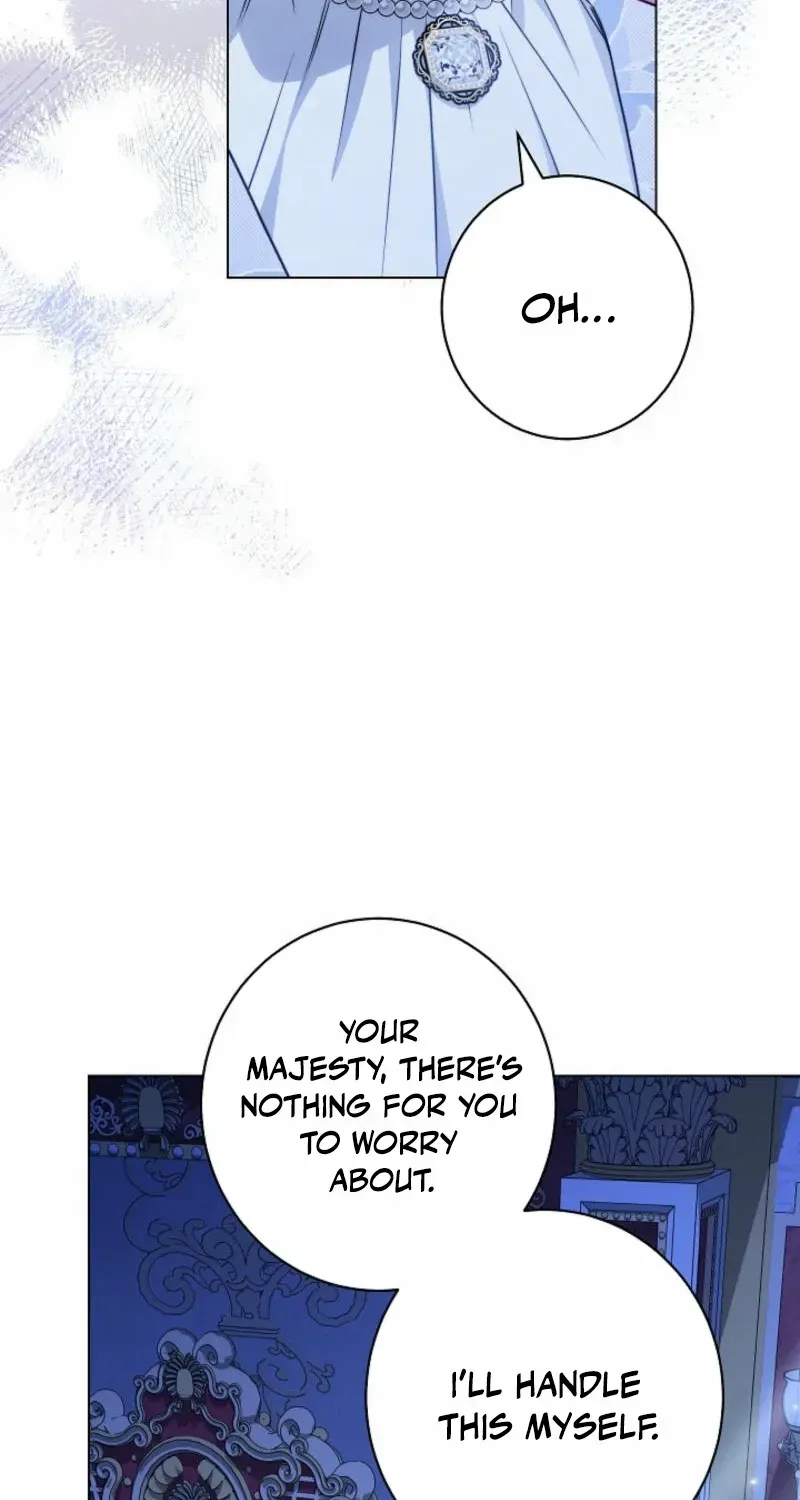 OH...
YOUR
MAJESTY, THERE'S
NOTHING FOR YOU
TO WORRY
ABOUT.
I'LL HANDLE
THIS MYSELF.